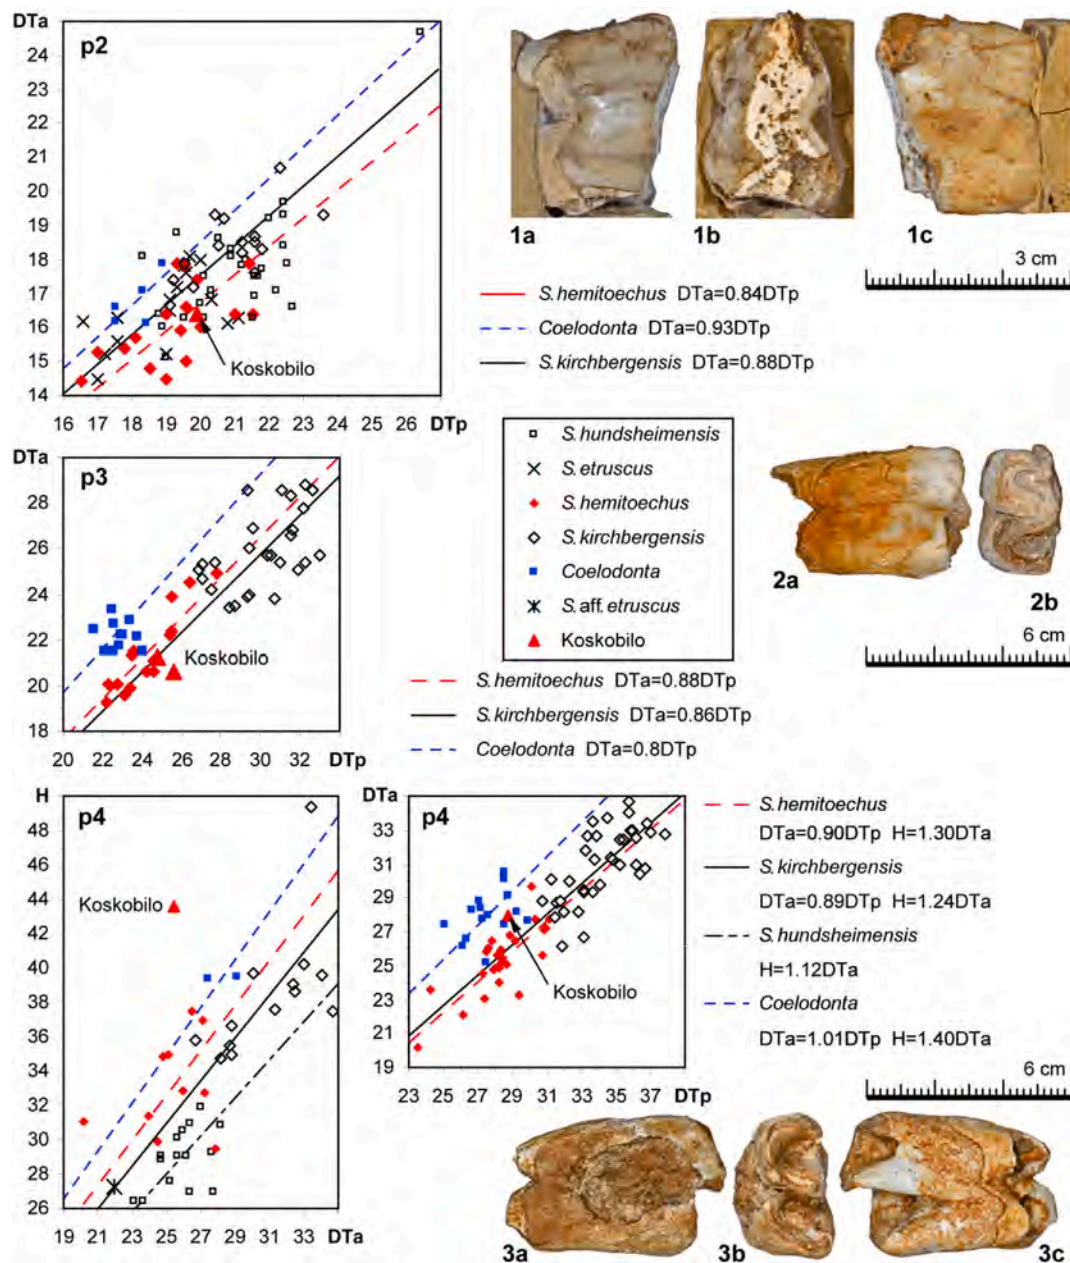 DTa
p2
24
23
22
21
20
19
18
17
16
15
14
Koskobilo
16 17 18 19 20 21 22 23 24 25 26 DTp
1a
1b
1c
3 cm
S.hemitoechus DTa=0.84DTp
Coelodonta DTa=0.93DTp
S.kirchbergensis DTa=0.88DTp
S.hundsheimensis
S.etruscus
S.hemitoechus
S.kirchbergensis
Coelodonta
S.aff.etruscus
Koskobilo
DTa
p3
28
26
24
22
20
18
Koskobilo
20 22 24 26 28 30 32
DTp
2a
2b
6 cm
S.hemitoechus DTa=0.88DTp
S.kirchbergensis DTa=0.86DTp
Coelodonta DTa=0.8DTp
H
p4
48
46
44
42
40
38
36
34
32
30
28
26
Koskobilo
19 21 23 25 27 29 31 33
DTa
DTa
p4
33
31
29
27
25
23
21
19
Koskobilo
23 25 27 29 31 33 35 37
DTp
S.hemitoechus
DTa=0.90DTp H=1.30DTa
S.kirchbergensis
DTa=0.89DTp H=1.24DTa
S.hundsheimensis
H=1.12DTa
Coelodonta
DTa=1.01DTp H=1.40DTa
6 cm
3a
3b
3c